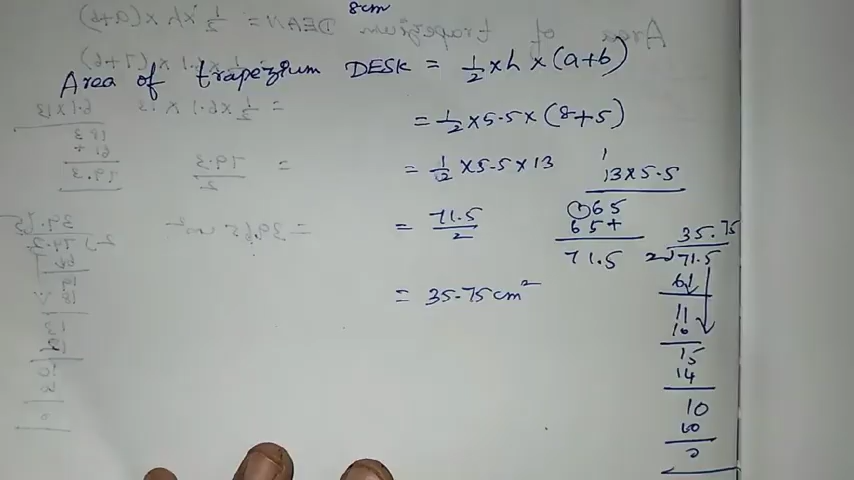 8cm
Area of trapezium DESK = 1/2 × h × (a+b)
= 1/2 × 5.5 × (8+5)
= 1/2 × 5.5 × 13
= 71.5/2
= 35.75 cm²
1
13 × 5.5
65
65+
71.5
35.75
2 71.5
6
11
10
15
14
10
10
0